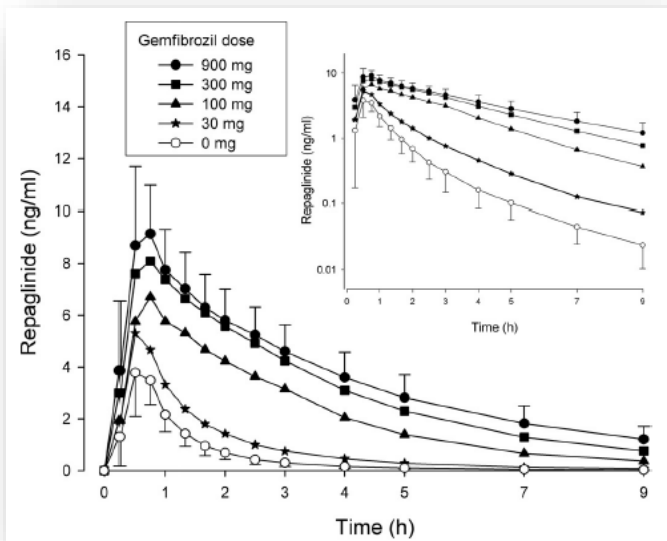 Gemfibrozil dose
900 mg
300 mg
100 mg
30 mg
0 mg
Repaglinide (ng/ml)
16
14
12
10
8
6
4
2
0
0 1 2 3 4 5 7 9
Time (h)
Repaglinide (ng/ml)
10
1
0.1
0.01
0 1 2 3 4 5 7 9
Time (h)